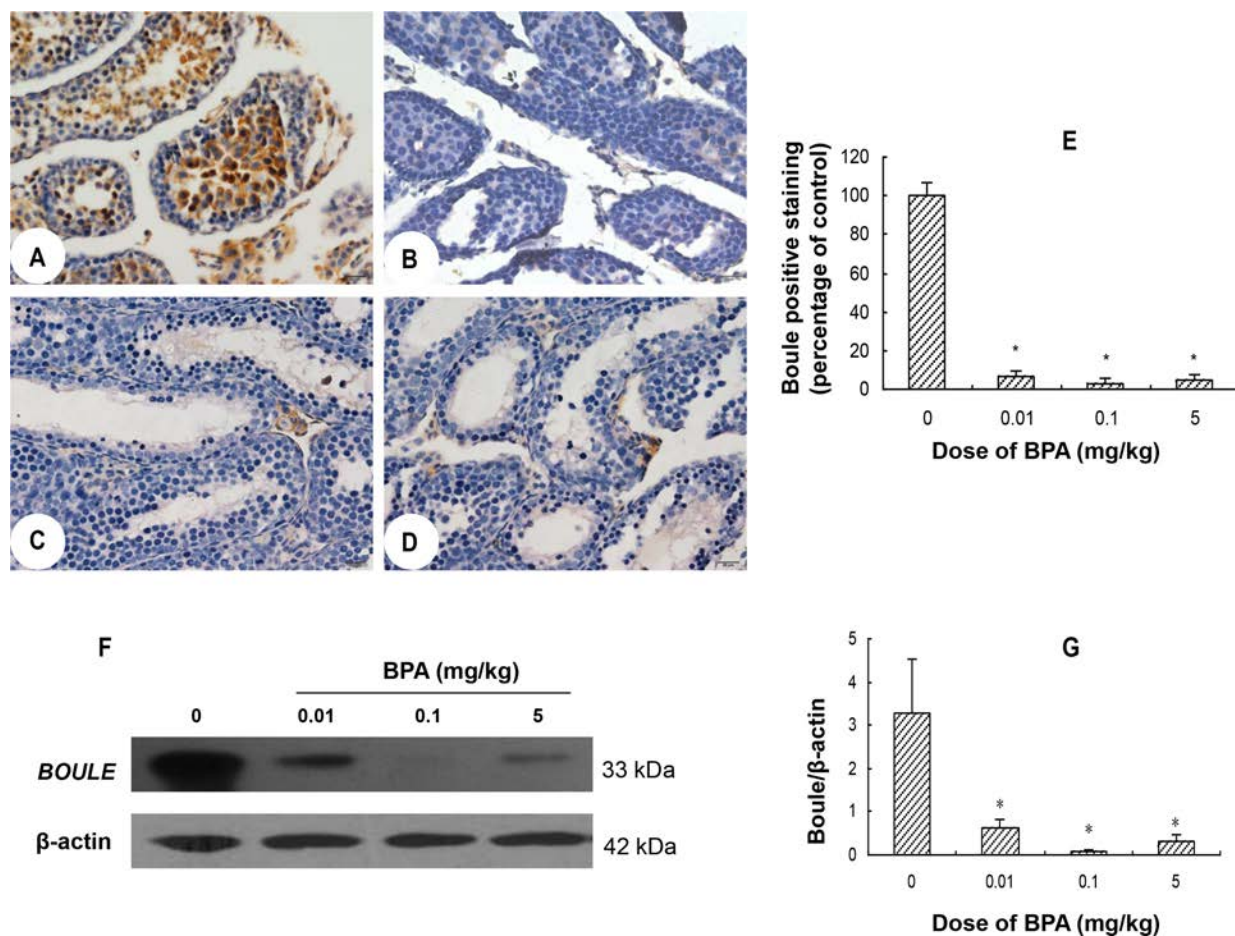 A
B
C
D
E
120
100
80
60
40
20
0
Boule positive staining
(percentage of control)
*
*
*
0
0.01
0.1
5
Dose of BPA (mg/kg)
F
BPA (mg/kg)
0
0.01
0.1
5
BOULE
33 kDa
β-actin
42 kDa
G
5
4
3
2
1
0
Boule/β-actin
*
*
*
0
0.01
0.1
5
Dose of BPA (mg/kg)